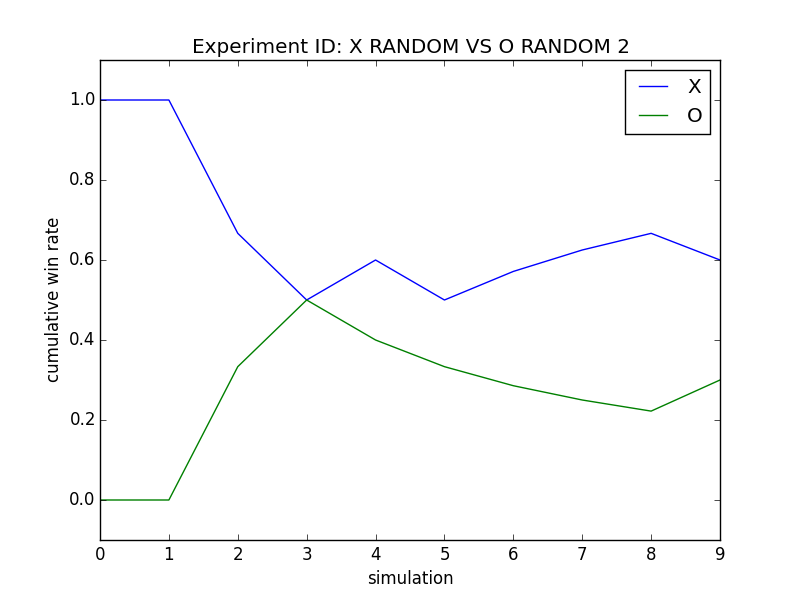 Experiment ID: X RANDOM VS O RANDOM 2
X
O
1.0
0.8
0.6
0.4
0.2
0.0
cumulative win rate
0 1 2 3 4 5 6 7 8 9
simulation